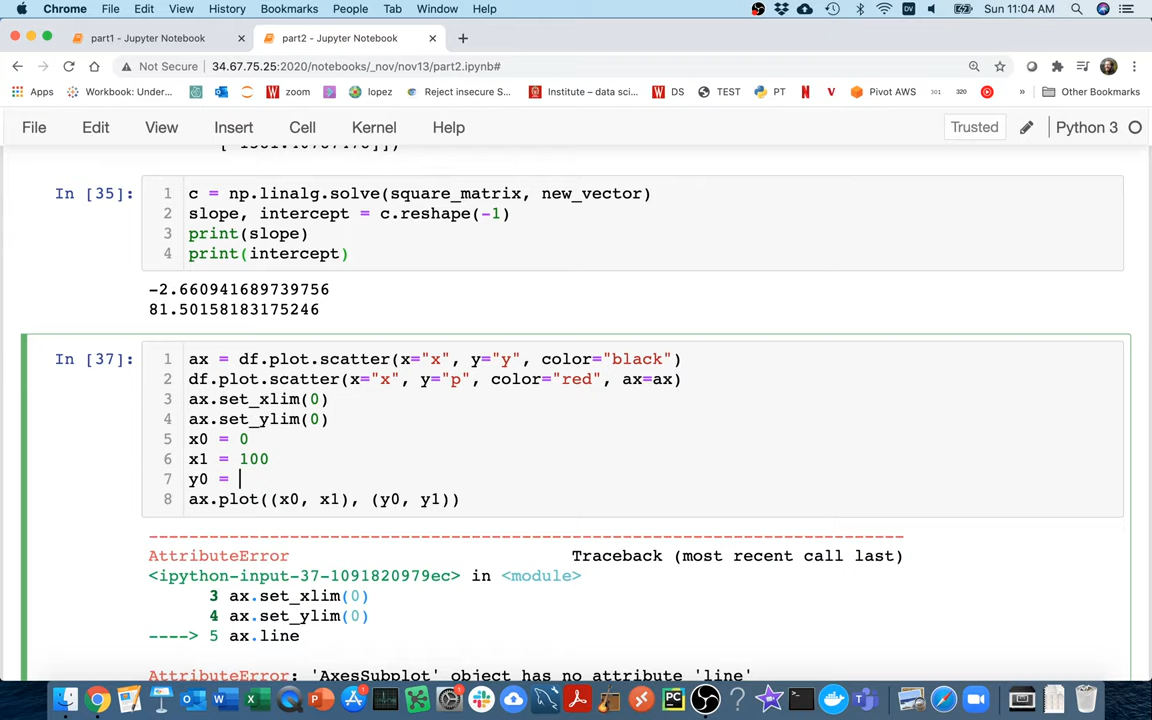 Chrome File Edit View History Bookmarks People Tab Window Help DV Sun 11:04 AM
part1 - Jupyter Notebook part2 - Jupyter Notebook
Not Secure 34.67.75.25:2020/notebooks/_nov/nov13/part2.ipynb#
Apps Workbook: Under... zoom lopez Reject insecure S... Institute – data sci... DS TEST PT Pivot AWS 301 320 Other Bookmarks
File Edit View Insert Cell Kernel Help Trusted Python 3
In [35]:
1 c = np.linalg.solve(square_matrix, new_vector)
2 slope, intercept = c.reshape(-1)
3 print(slope)
4 print(intercept)
-2.660941689739756
81.50158183175246
In [37]:
1 ax = df.plot.scatter(x="x", y="y", color="black")
2 df.plot.scatter(x="x", y="p", color="red", ax=ax)
3 ax.set_xlim(0)
4 ax.set_ylim(0)
5 x0 = 0
6 x1 = 100
7 y0 =
8 ax.plot((x0, x1), (y0, y1))
---------------------------------------------------------------------------
AttributeError Traceback (most recent call last)
<ipython-input-37-1091820979ec> in <module>
3 ax.set_xlim(0)
4 ax.set_ylim(0)
----> 5 ax.line
AttributeError: 'AxesSubplot' object has no attribute 'line'